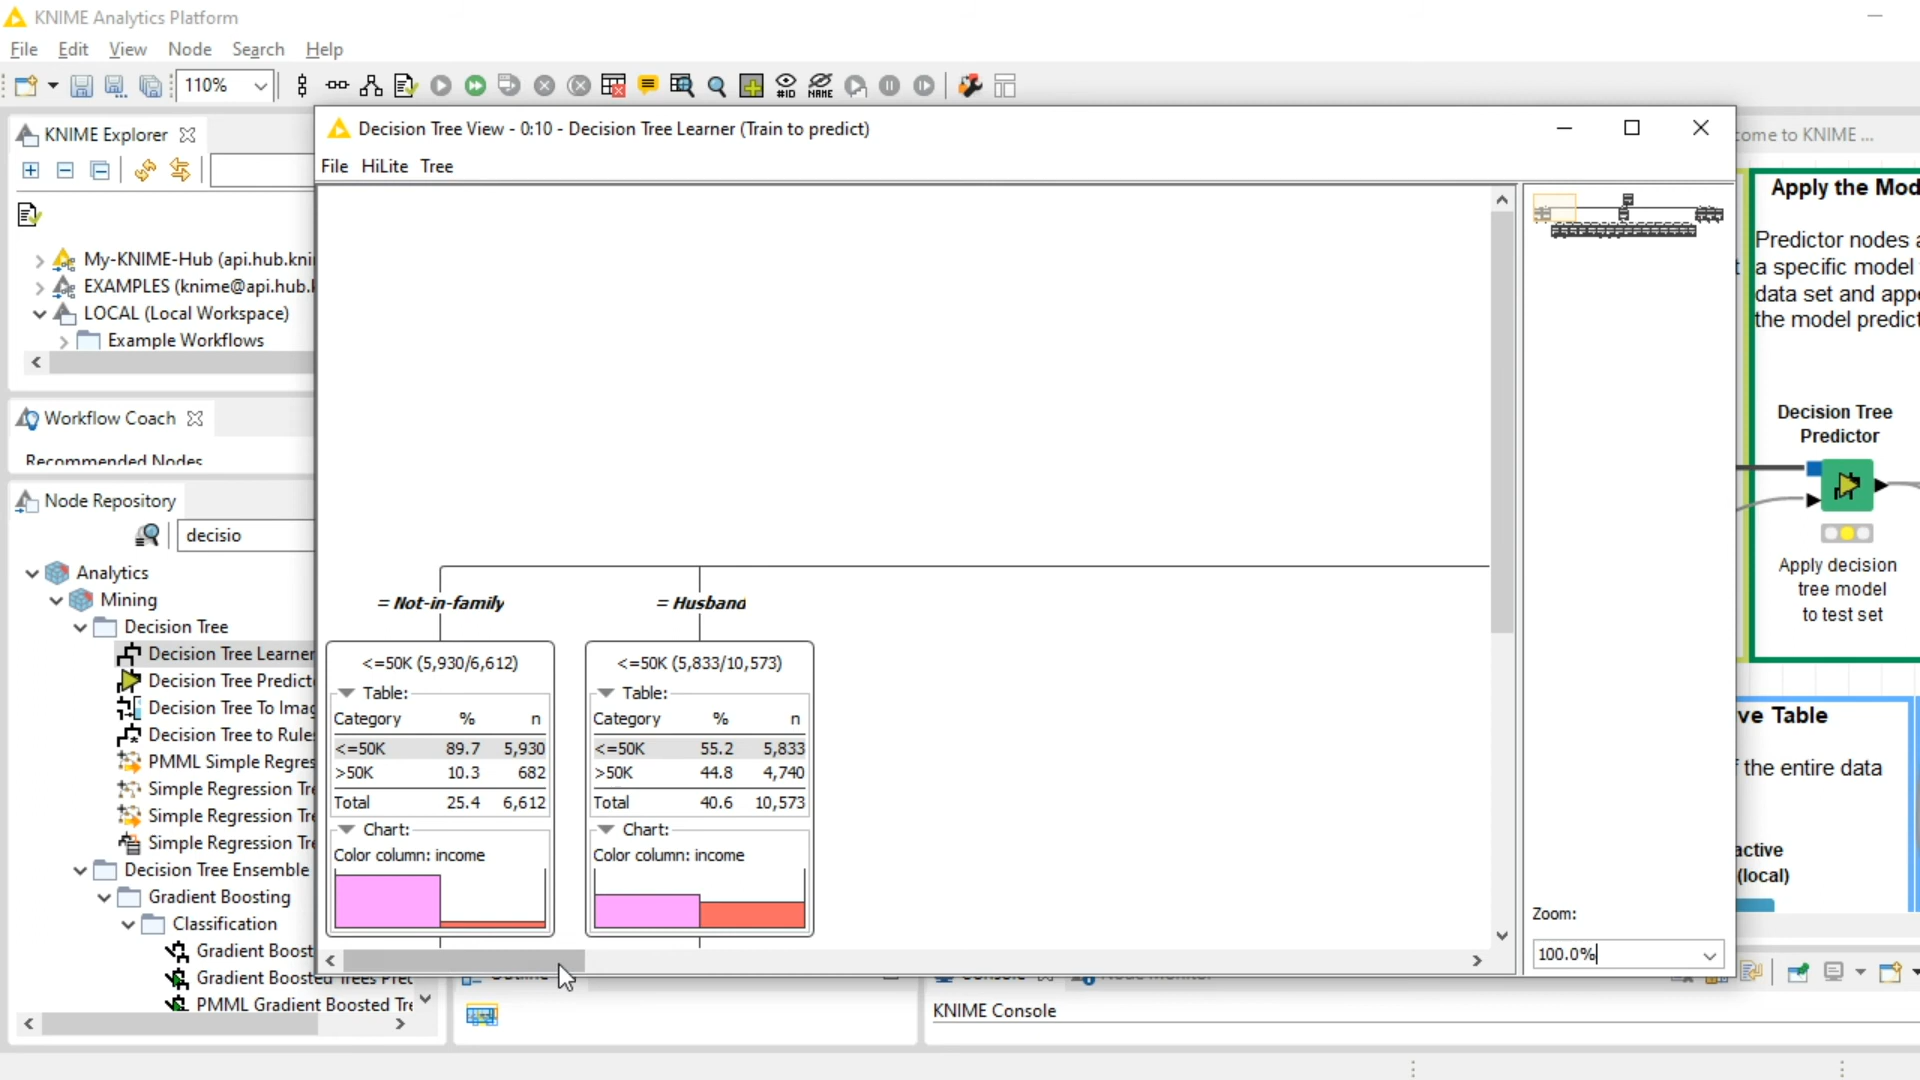 KNIME Analytics Platform
File Edit View Node Search Help
110%
#ID
NAME
KNIME Explorer
My-KNIME-Hub (api.hub.kni
EXAMPLES (knime@api.hub.
LOCAL (Local Workspace)
Example Workflows
Workflow Coach
Recommended Nodes
Node Repository
decisio
Analytics
Mining
Decision Tree
Decision Tree Learner
Decision Tree Predict
Decision Tree To Imag
Decision Tree to Rule
PMML Simple Regres
Simple Regression Tr
Simple Regression Tr
Simple Regression Tr
Decision Tree Ensemble
Gradient Boosting
Classification
Gradient Boost
Gradient Boosted Trees Pred
PMML Gradient Boosted Tre
Decision Tree View - 0:10 - Decision Tree Learner (Train to predict)
File HiLite Tree
= Not-in-family
<=50K (5,930/6,612)
Table:
Category % n
<=50K 89.7 5,930
>50K 10.3 682
Total 25.4 6,612
Chart:
Color column: income
= Husband
<=50K (5,833/10,573)
Table:
Category % n
<=50K 55.2 5,833
>50K 44.8 4,740
Total 40.6 10,573
Chart:
Color column: income
Zoom:
100.0%
come to KNIME ...
Apply the Mod
Predictor nodes a
t a specific model
data set and appe
the model predict
Decision Tree
Predictor
Apply decision
tree model
to test set
ve Table
f the entire data
active
(local)
Outline
Console
Node Monitor
KNIME Console